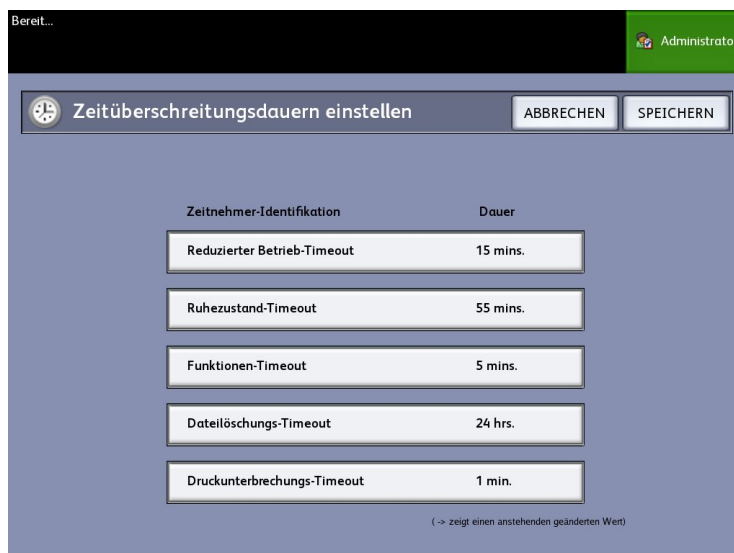 Bereit...
Administrato
Zeitüberschreitungsdauern einstellen
ABBRECHEN
SPEICHERN
Zeitnehmer-Identifikation Dauer
Reduzierter Betrieb-Timeout 15 mins.
Ruhezustand-Timeout 55 mins.
Funktionen-Timeout 5 mins.
Dateilöschungs-Timeout 24 hrs.
Druckunterbrechungs-Timeout 1 min.
( -> zeigt einen anstehenden geänderten Wert)